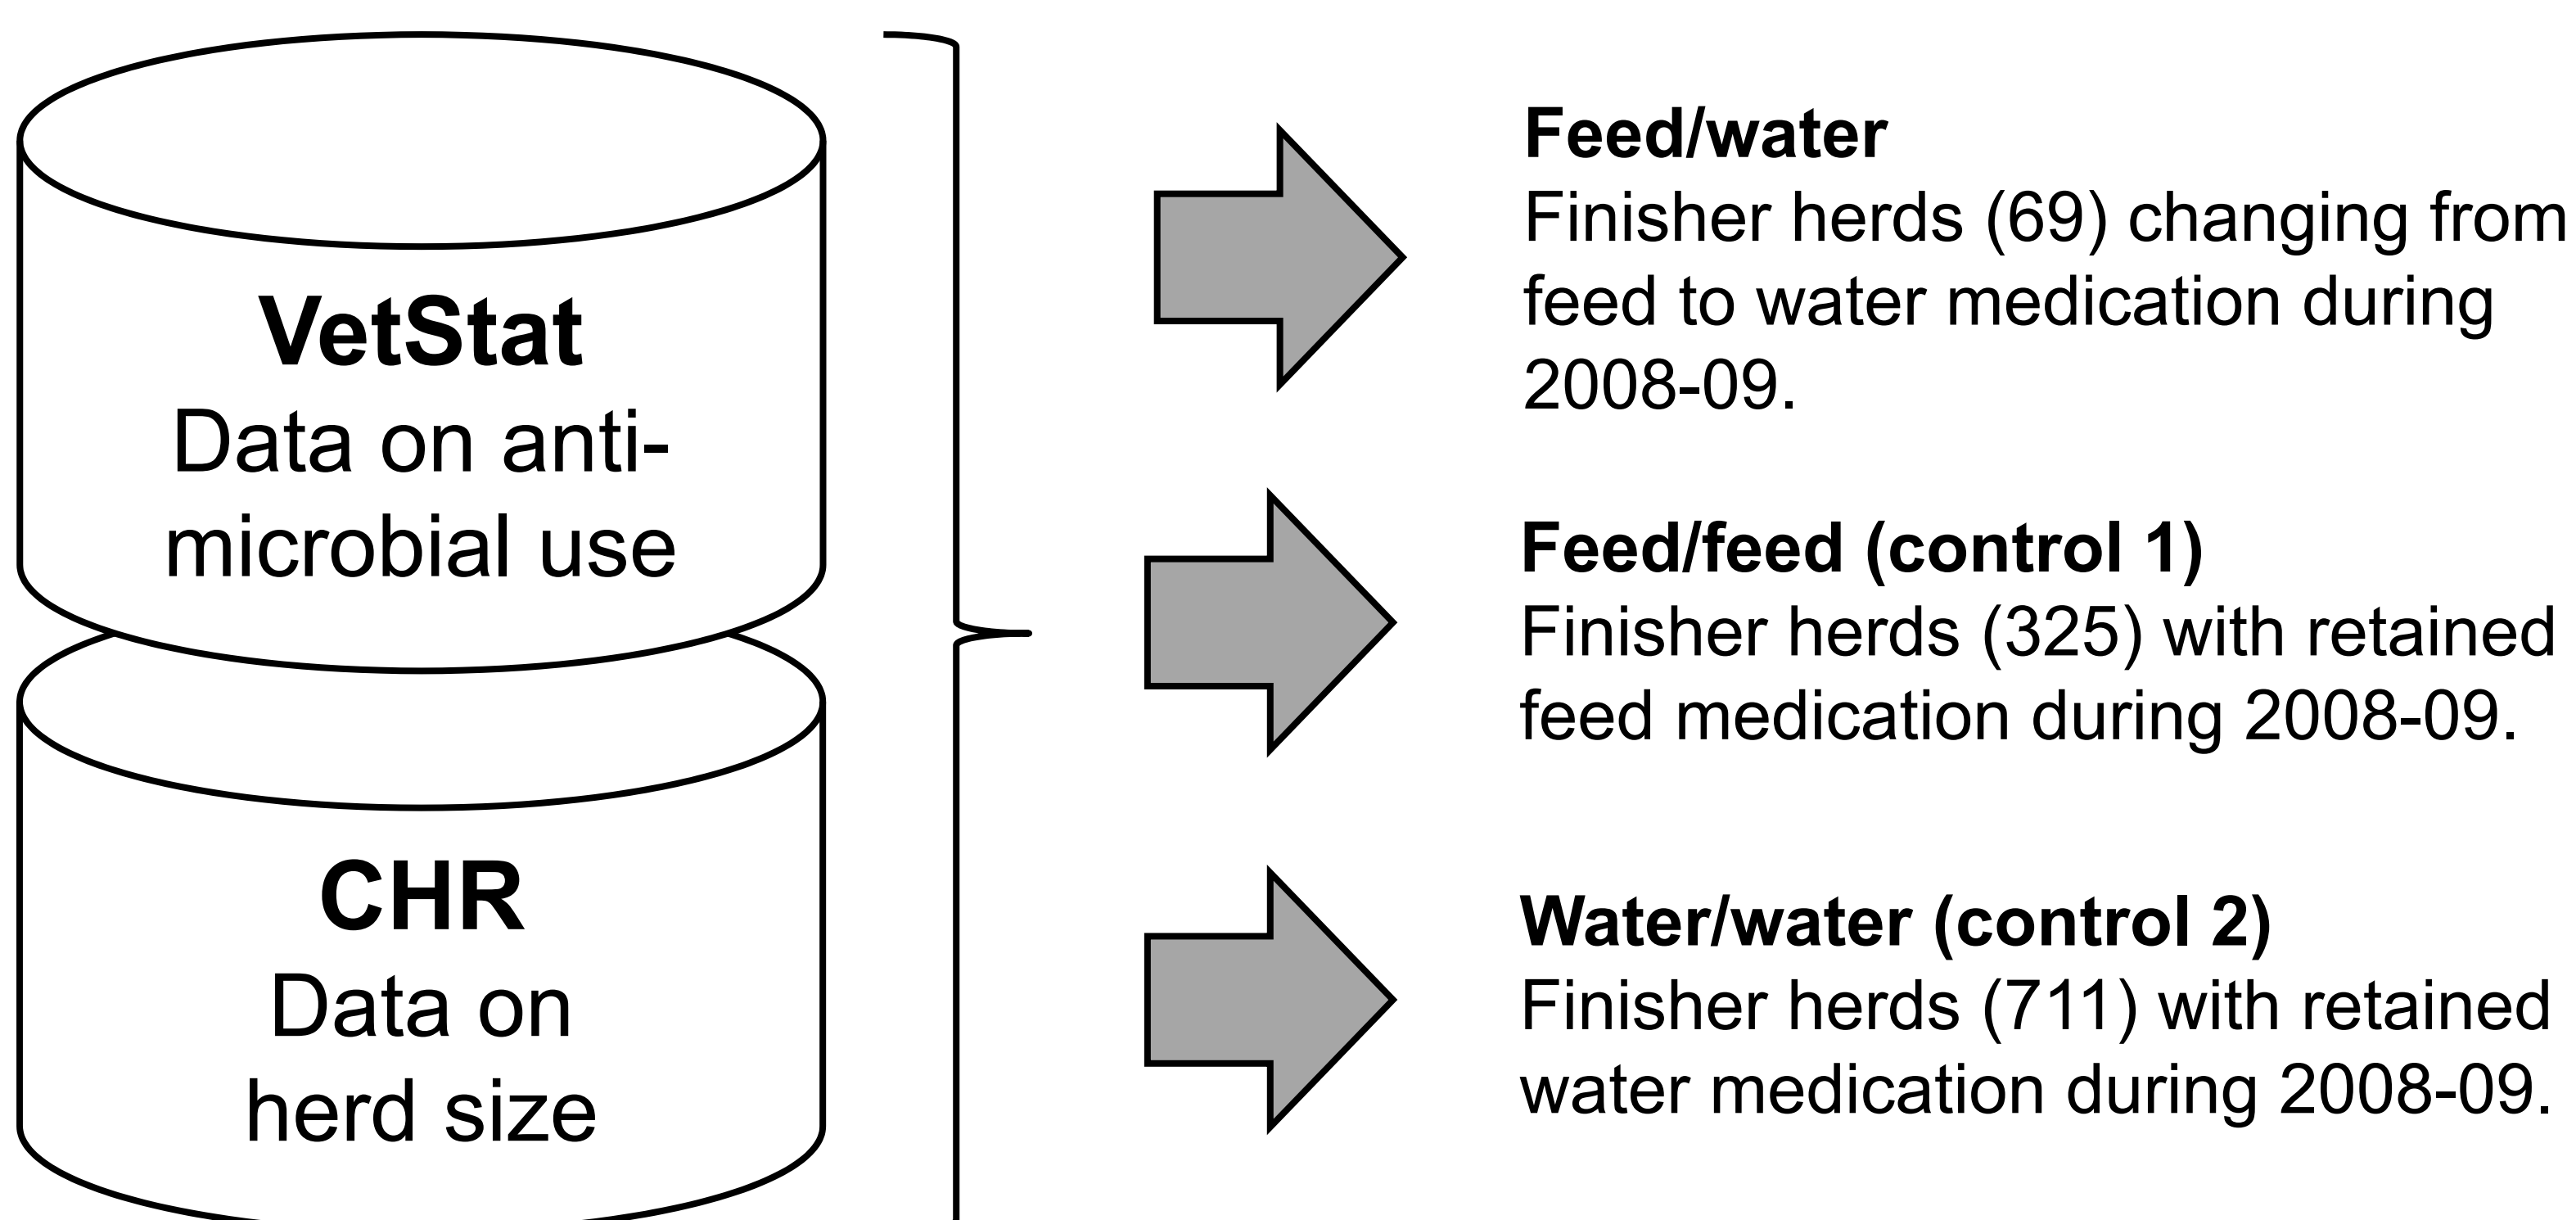 VetStat
Data on anti-
microbial use
CHR
Data on
herd size
Feed/water
Finisher herds (69) changing from
feed to water medication during
2008-09.
Feed/feed (control 1)
Finisher herds (325) with retained
feed medication during 2008-09.
Water/water (control 2)
Finisher herds (711) with retained
water medication during 2008-09.